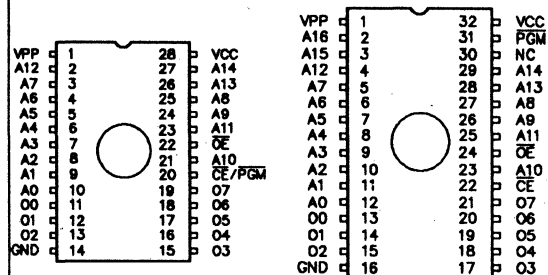 VPP 1 28 VCC
A12 2 27 A14
A7 3 26 A13
A6 4 25 A8
A5 5 24 A9
A4 6 23 A11
A3 7 22 OE
A2 8 21 A10
A1 9 20 CE/PGM
A0 10 19 O7
O0 11 18 O6
O1 12 17 O5
O2 13 16 O4
GND 14 15 O3
VPP 1 32 VCC
A16 2 31 PGM
A15 3 30 NC
A12 4 29 A14
A7 5 28 A13
A6 6 27 A8
A5 7 26 A9
A4 8 25 A11
A3 9 24 OE
A2 10 23 A10
A1 11 22 CE
A0 12 21 O7
O0 13 20 O6
O1 14 19 O5
O2 15 18 O4
GND 16 17 O3